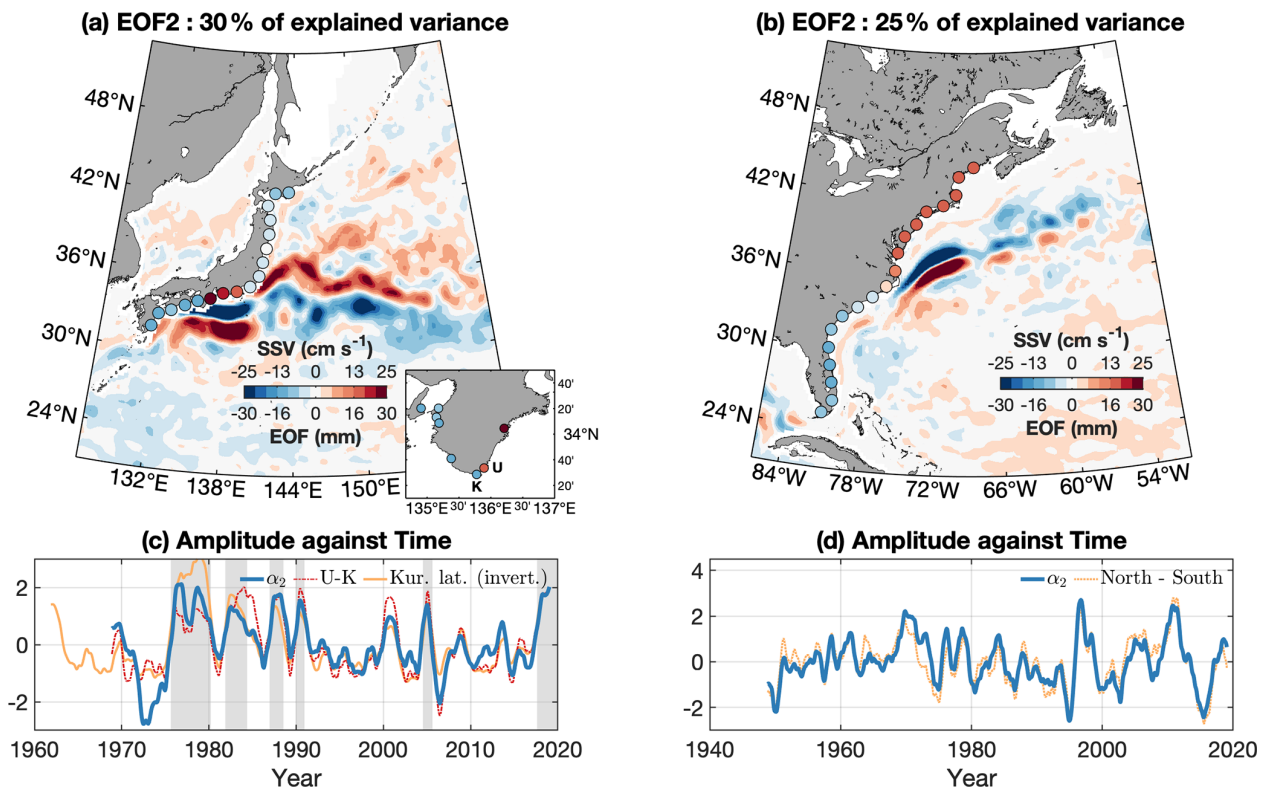 (a) EOF2 : 30 % of explained variance
48°N
42°N
36°N
30°N
24°N
132°E 138°E 144°E 150°E
SSV (cm s⁻¹)
-25 -13 0 13 25
-30 -16 0 16 30
EOF (mm)
40'
20'
34°N
40'
20'
U
K
135°E 30' 136°E 30' 137°E
(b) EOF2 : 25 % of explained variance
48°N
42°N
36°N
30°N
24°N
84°W 78°W 72°W 66°W 60°W 54°W
SSV (cm s⁻¹)
-25 -13 0 13 25
-30 -16 0 16 30
EOF (mm)
(c) Amplitude against Time
α₂ U-K Kur. lat. (invert.)
2
0
-2
1960 1970 1980 1990 2000 2010 2020
Year
(d) Amplitude against Time
α₂ North - South
4
2
0
-2
1940 1960 1980 2000 2020
Year